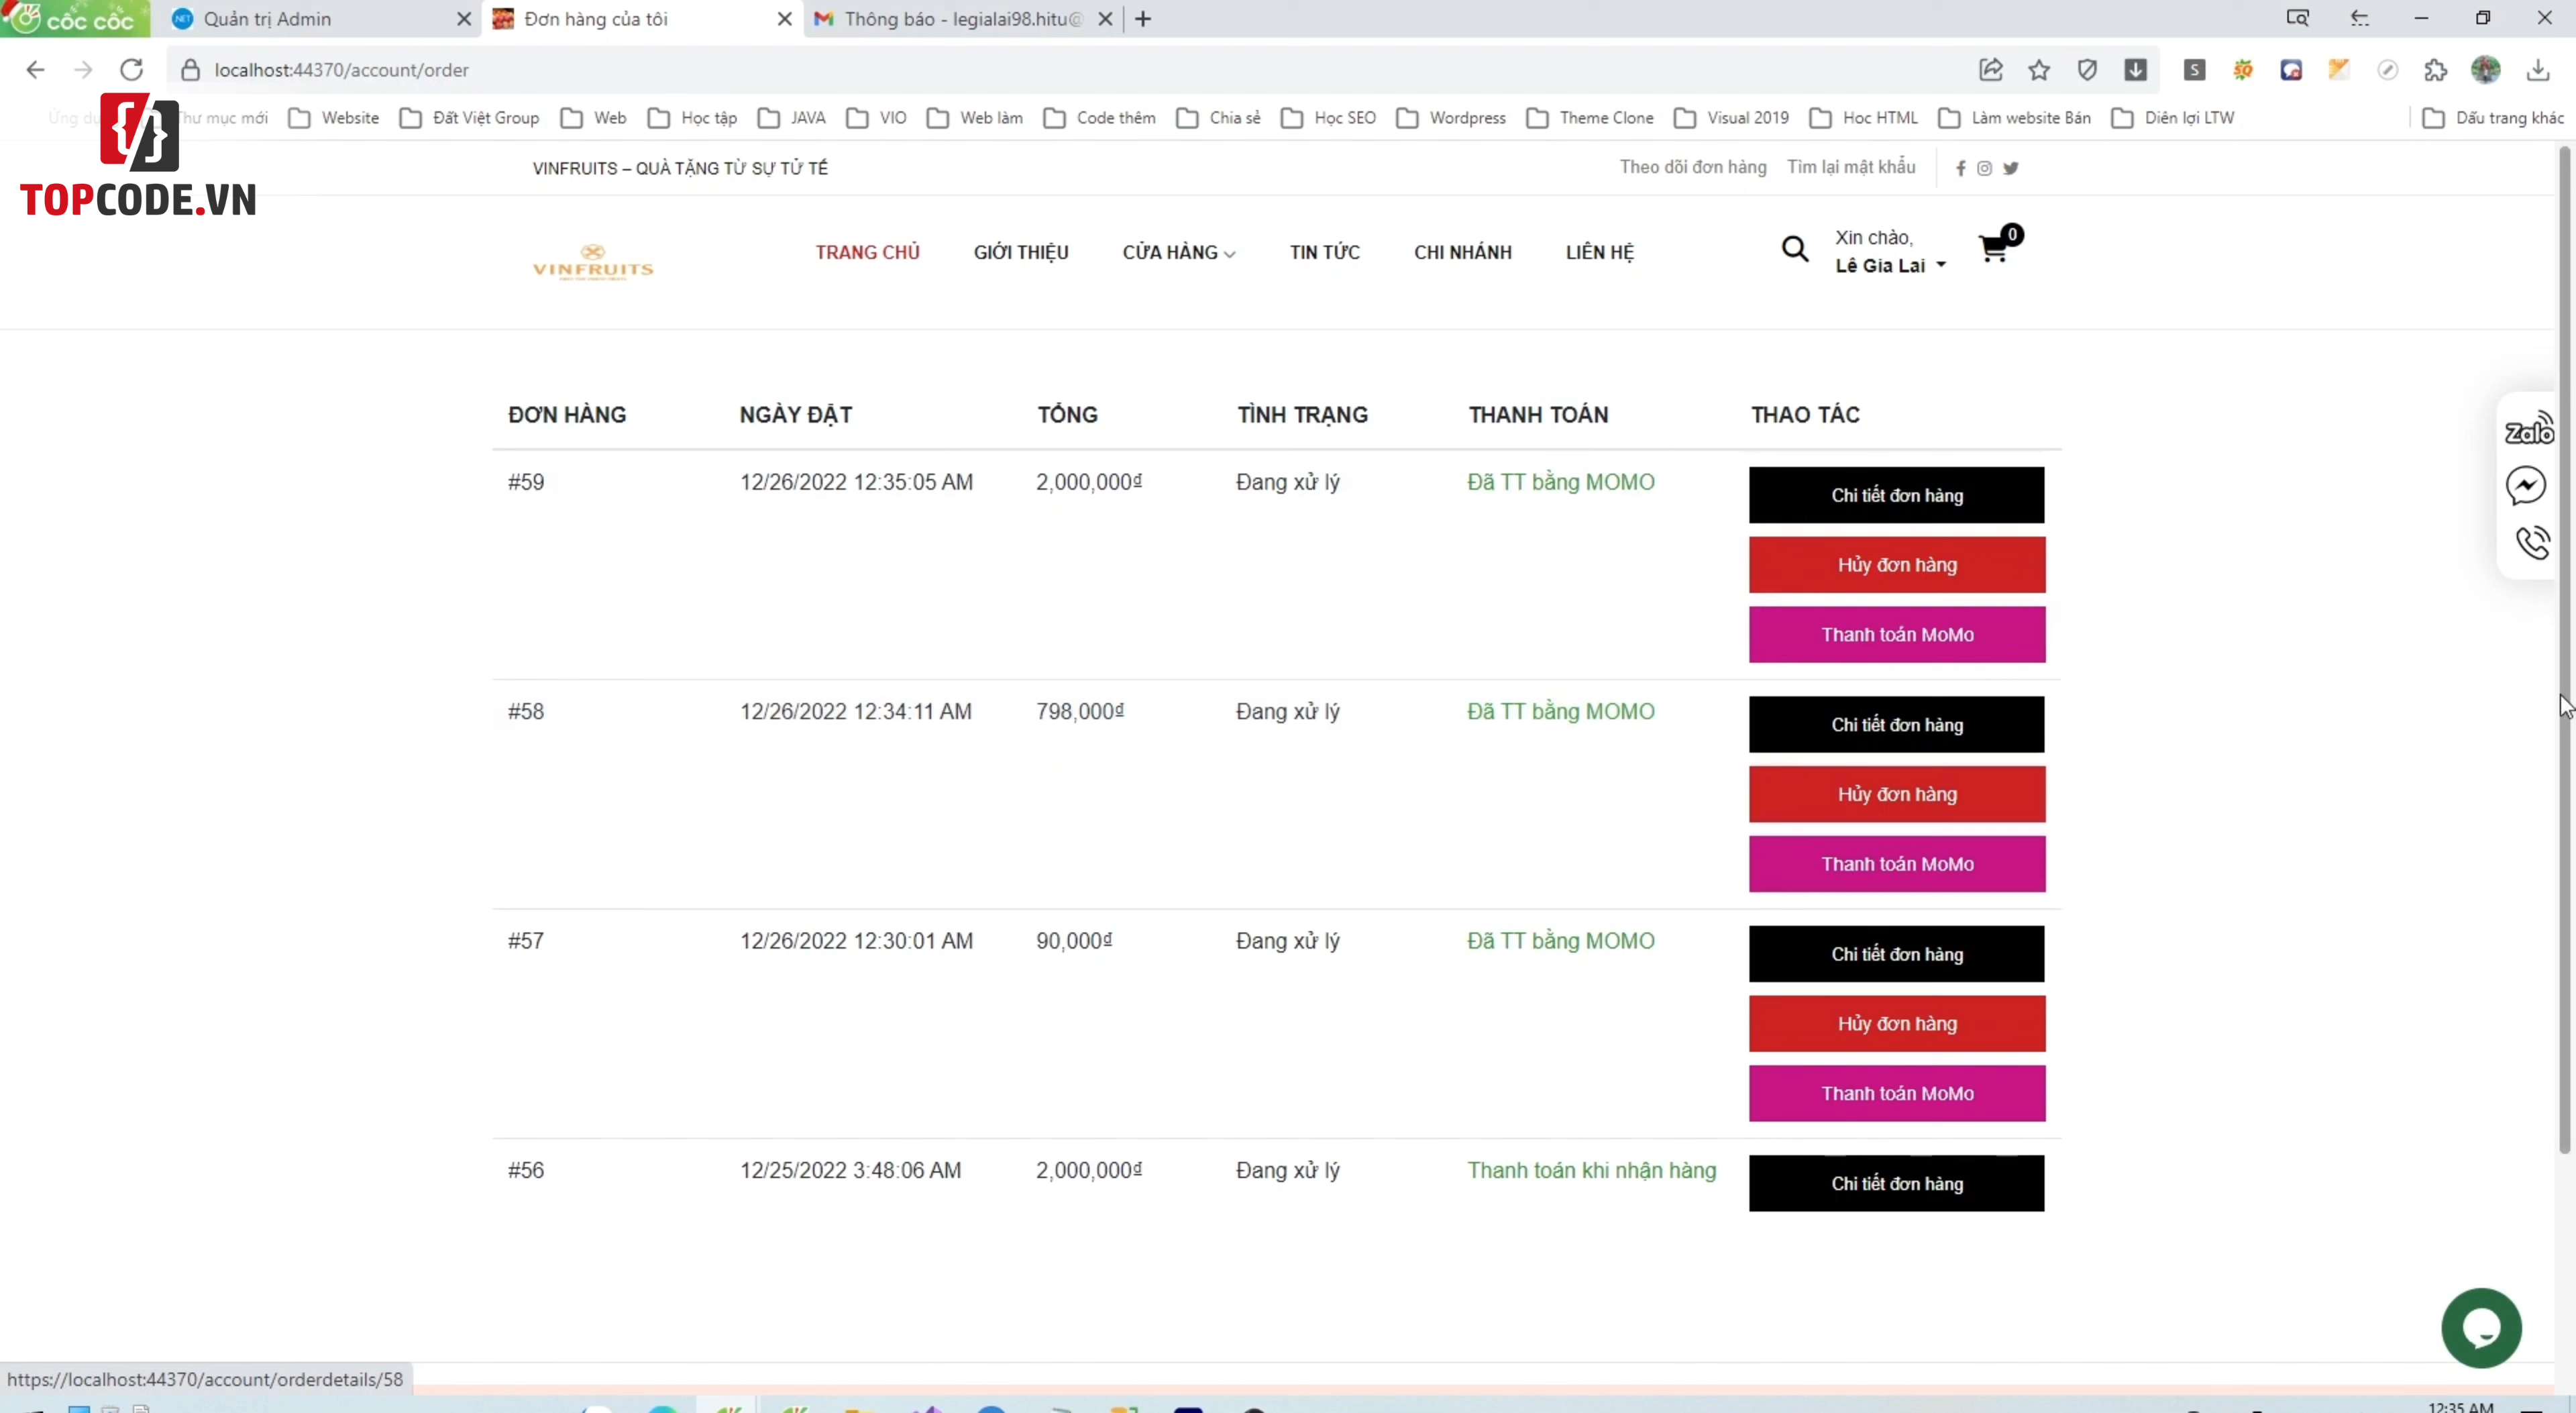 cốc cốc
Quản trị Admin
Đơn hàng của tôi
Thông báo - legialai98.hitu@
localhost:44370/account/order
Thư mục mới Website Đất Việt Group Web Học tập JAVA VIO Web làm Code thêm Chia sẻ Học SEO Wordpress Theme Clone Visual 2019 Hoc HTML Làm website Bán Diên lợi LTW Dấu trang khác
TOPCODE.VN
VINFRUITS – QUÀ TẶNG TỪ SỰ TỬ TẾ
Theo dõi đơn hàng Tìm lại mật khẩu
VINFRUITS
TRANG CHỦ GIỚI THIỆU CỬA HÀNG TIN TỨC CHI NHÁNH LIÊN HỆ
Xin chào,
Lê Gia Lai
0
ĐƠN HÀNG NGÀY ĐẶT TỔNG TÌNH TRẠNG THANH TOÁN THAO TÁC
#59 12/26/2022 12:35:05 AM 2,000,000₫ Đang xử lý Đã TT bằng MOMO Chi tiết đơn hàng
Hủy đơn hàng
Thanh toán MoMo
#58 12/26/2022 12:34:11 AM 798,000₫ Đang xử lý Đã TT bằng MOMO Chi tiết đơn hàng
Hủy đơn hàng
Thanh toán MoMo
#57 12/26/2022 12:30:01 AM 90,000₫ Đang xử lý Đã TT bằng MOMO Chi tiết đơn hàng
Hủy đơn hàng
Thanh toán MoMo
#56 12/25/2022 3:48:06 AM 2,000,000₫ Đang xử lý Thanh toán khi nhận hàng Chi tiết đơn hàng
Zalo
https://localhost:44370/account/orderdetails/58
12:35 AM